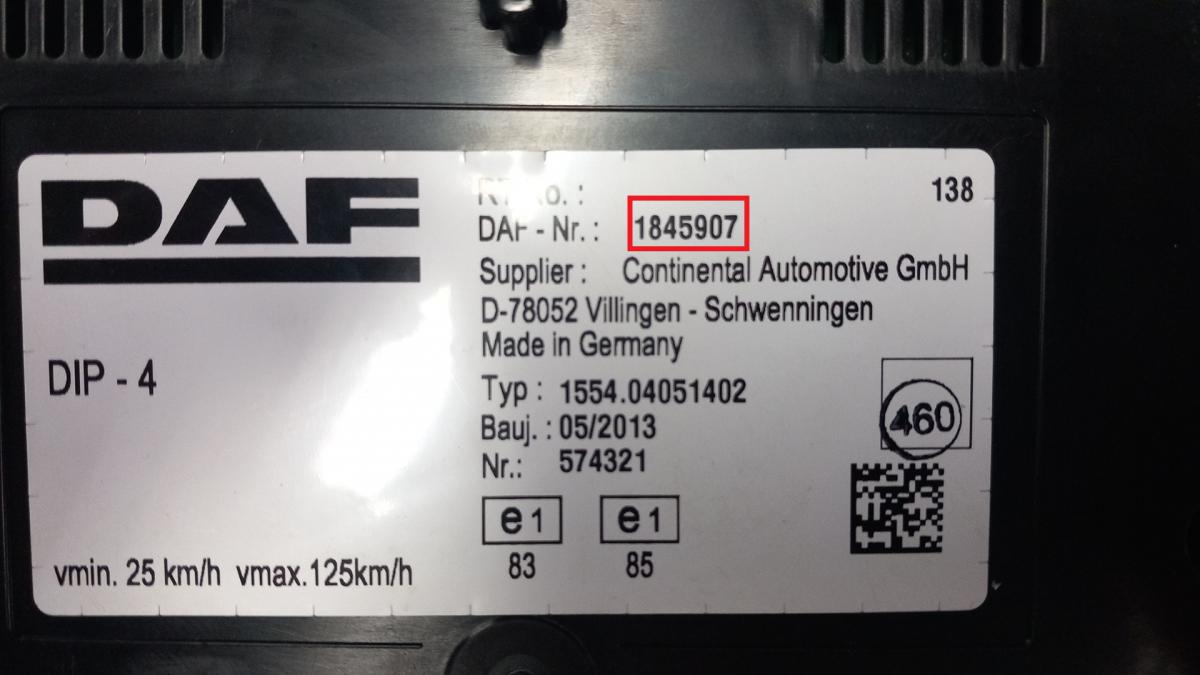 DAF
138
DAF - Nr. : 1845907
Supplier : Continental Automotive GmbH
D-78052 Villingen - Schwenningen
Made in Germany
DIP - 4
Typ : 1554.04051402
Bauj. : 05/2013
460
Nr.: 574321
e1 e1
83 85
vmin. 25 km/h vmax.125km/h